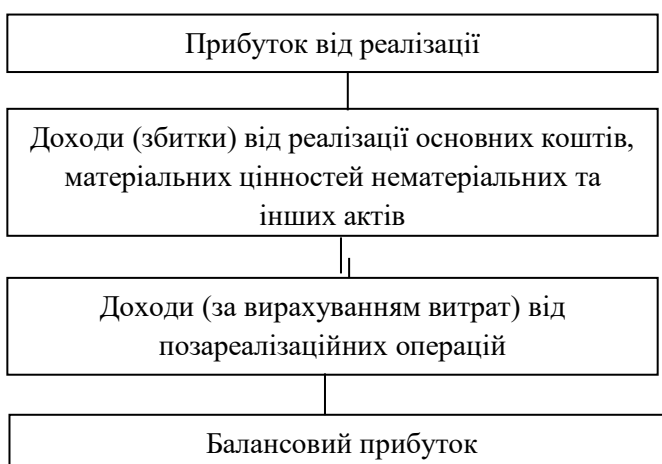 Прибуток від реалізації
Доходи (збитки) від реалізації основних коштів,
матеріальних цінностей нематеріальних та
інших актів
Доходи (за вирахуванням витрат) від
позареалізаційних операцій
Балансовий прибуток